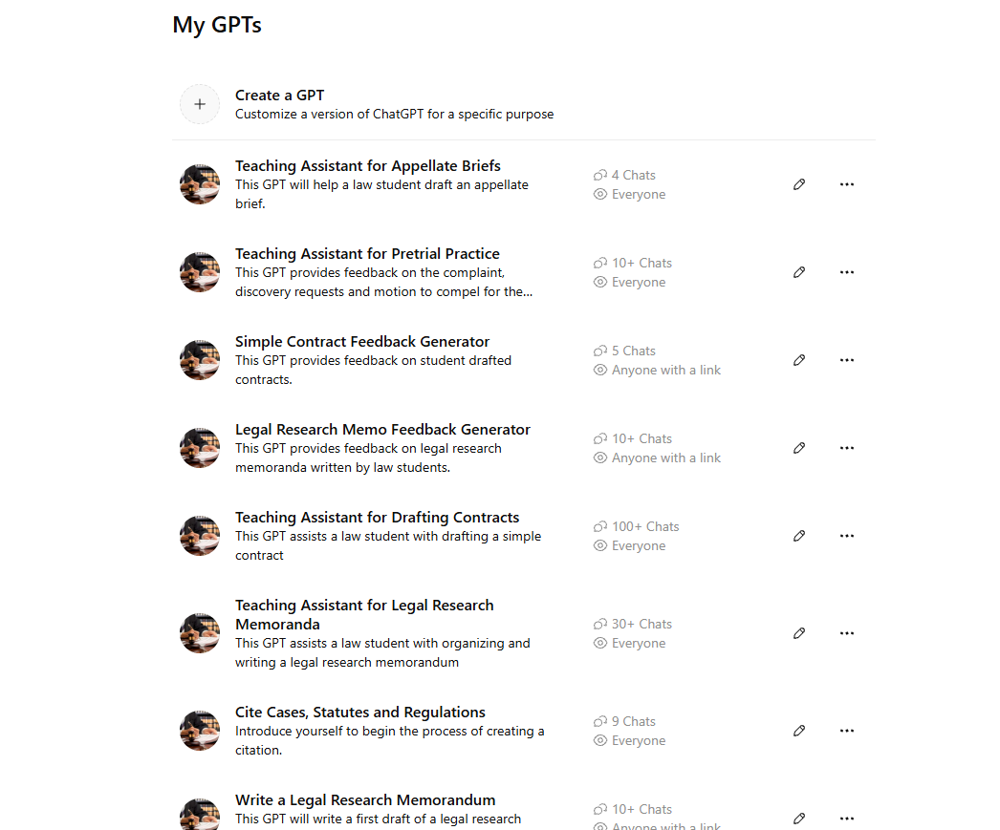 My GPTs
Create a GPT
Customize a version of ChatGPT for a specific purpose
Teaching Assistant for Appellate Briefs
This GPT will help a law student draft an appellate
brief.
4 Chats
Everyone
Teaching Assistant for Pretrial Practice
This GPT provides feedback on the complaint,
discovery requests and motion to compel for the...
10+ Chats
Everyone
Simple Contract Feedback Generator
This GPT provides feedback on student drafted
contracts.
5 Chats
Anyone with a link
Legal Research Memo Feedback Generator
This GPT provides feedback on legal research
memoranda written by law students.
10+ Chats
Anyone with a link
Teaching Assistant for Drafting Contracts
This GPT assists a law student with drafting a simple
contract
100+ Chats
Everyone
Teaching Assistant for Legal Research
Memoranda
This GPT assists a law student with organizing and
writing a legal research memorandum
30+ Chats
Everyone
Cite Cases, Statutes and Regulations
Introduce yourself to begin the process of creating a
citation.
9 Chats
Everyone
Write a Legal Research Memorandum
This GPT will write a first draft of a legal research
10+ Chats
Anyone with a link